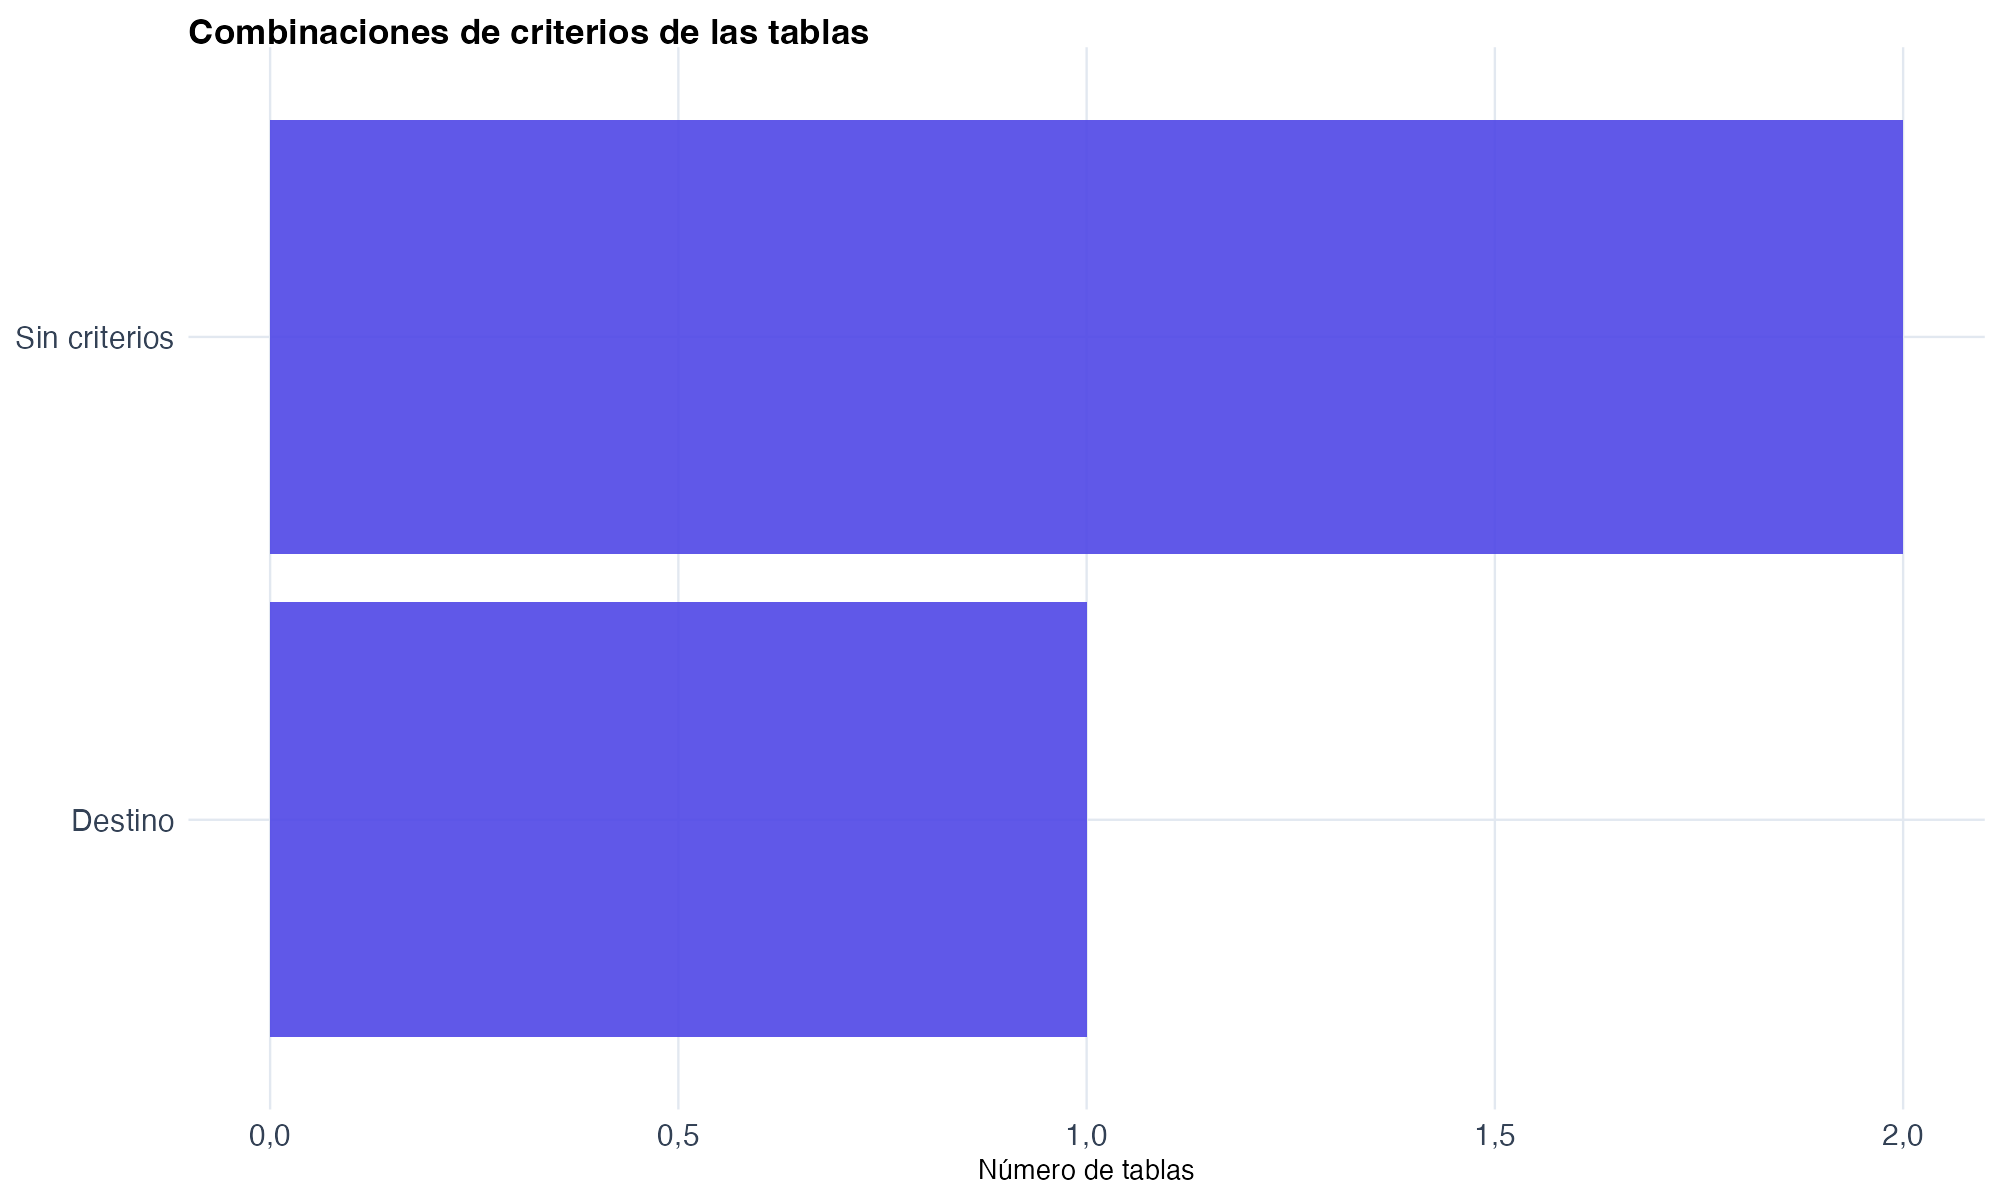 Combinaciones de criterios de las tablas
Sin criterios
Destino
0,0 0,5 1,0 1,5 2,0
Número de tablas